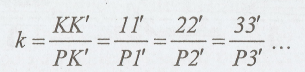 k = KK′/PK′ = 11′/P1′ = 22′/P2′ = 33′/P3′ ...